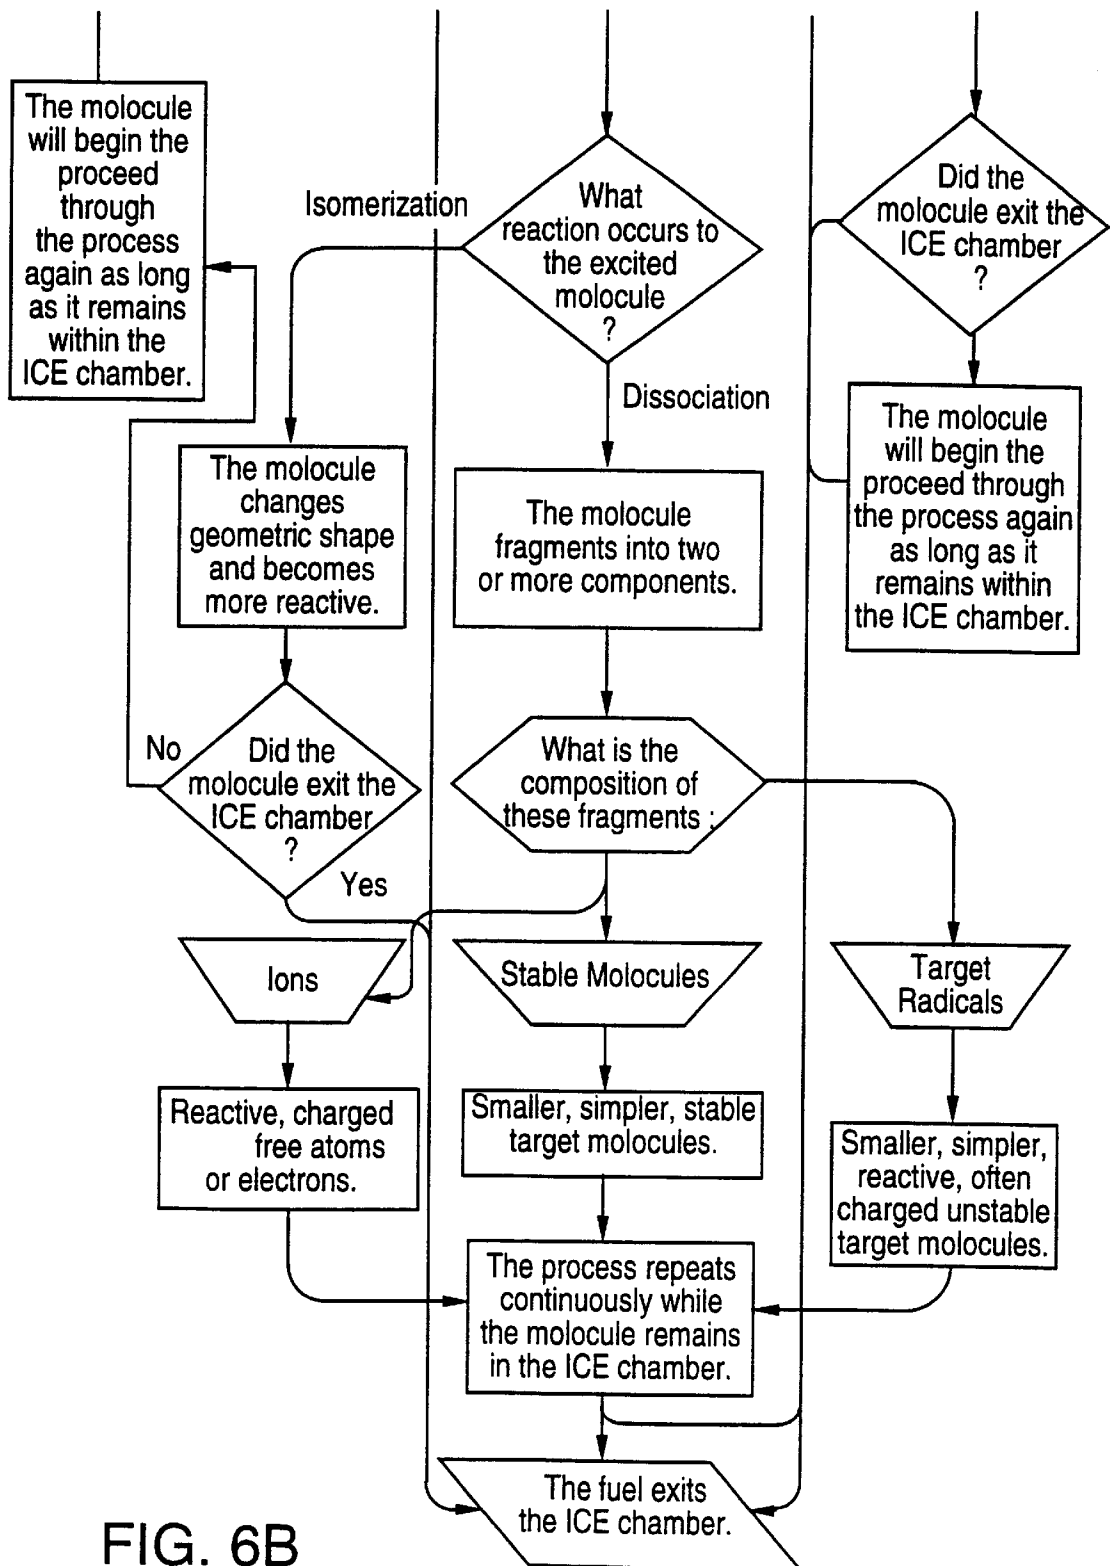 The molocule
will begin the
proceed
through
the process
again as long
as it remains
within the
ICE chamber.
Isomerization
What
reaction occurs to
the excited
molocule
?
Did the
molocule exit the
ICE chamber
?
Dissociation
The molocule
changes
geometric shape
and becomes
more reactive.
The molocule
fragments into two
or more components.
The molocule
will begin the
proceed through
the process again
as long as it
remains within
the ICE chamber.
No
Did the
molocule exit the
ICE chamber
?
Yes
What is the
composition of
these fragments :
Ions
Stable Molocules
Target
Radicals
Reactive, charged
free atoms
or electrons.
Smaller, simpler, stable
target molocules.
Smaller, simpler,
reactive, often
charged unstable
target molocules.
The process repeats
continuously while
the molocule remains
in the ICE chamber.
The fuel exits
the ICE chamber.
FIG. 6B